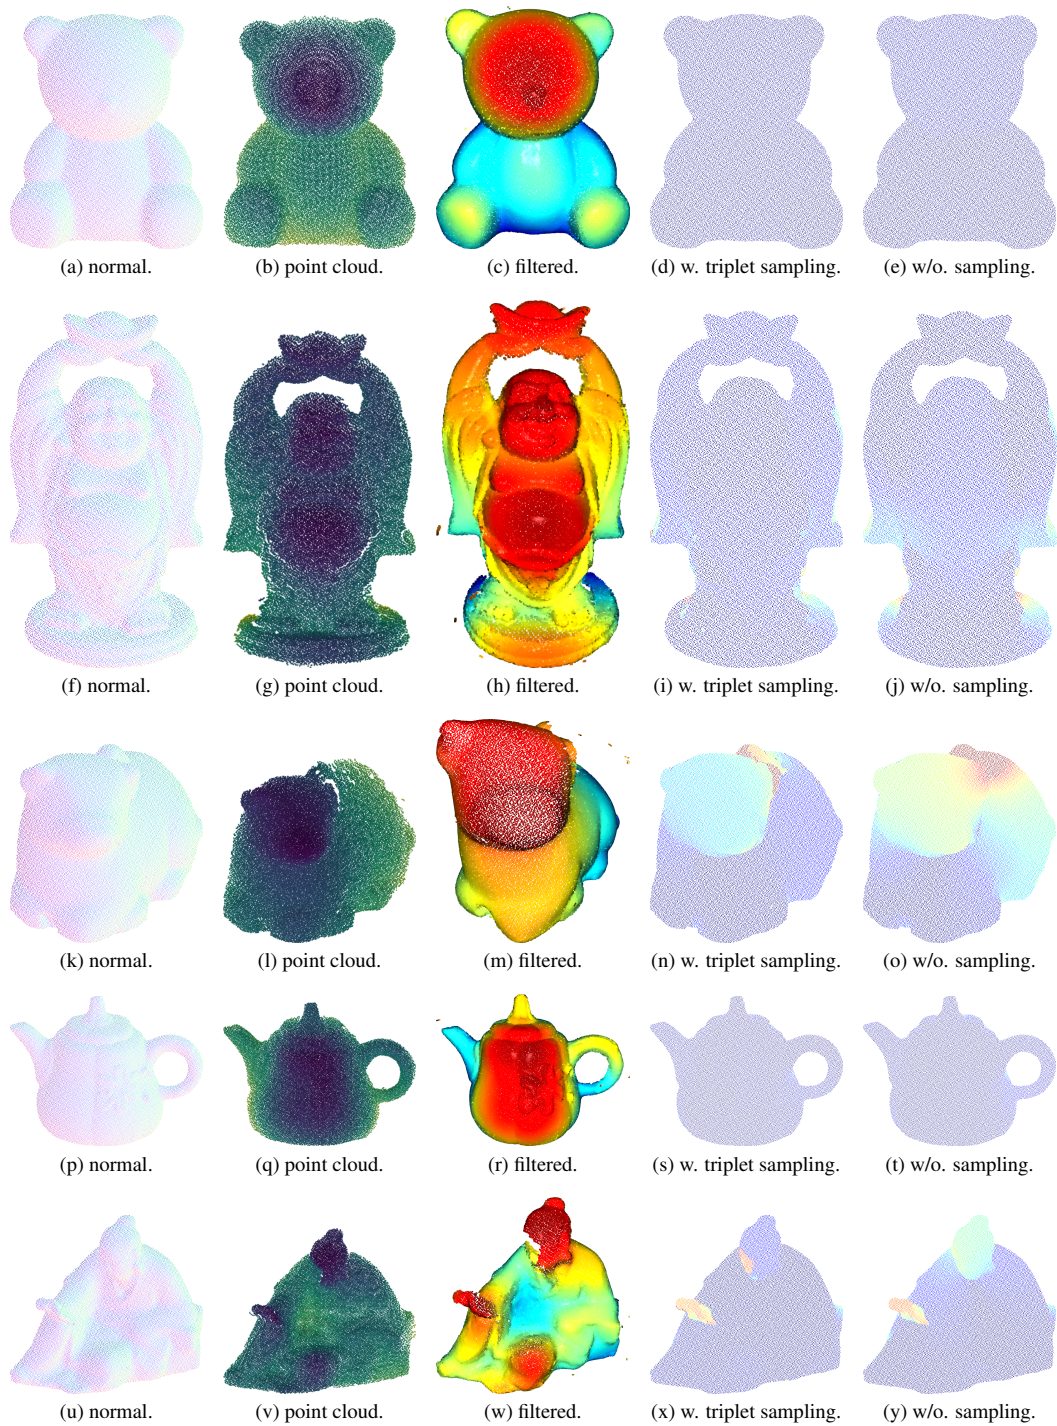 (a) normal.
(b) point cloud.
(c) filtered.
(d) w. triplet sampling.
(e) w/o. sampling.
(f) normal.
(g) point cloud.
(h) filtered.
(i) w. triplet sampling.
(j) w/o. sampling.
(k) normal.
(l) point cloud.
(m) filtered.
(n) w. triplet sampling.
(o) w/o. sampling.
(p) normal.
(q) point cloud.
(r) filtered.
(s) w. triplet sampling.
(t) w/o. sampling.
(u) normal.
(v) point cloud.
(w) filtered.
(x) w. triplet sampling.
(y) w/o. sampling.